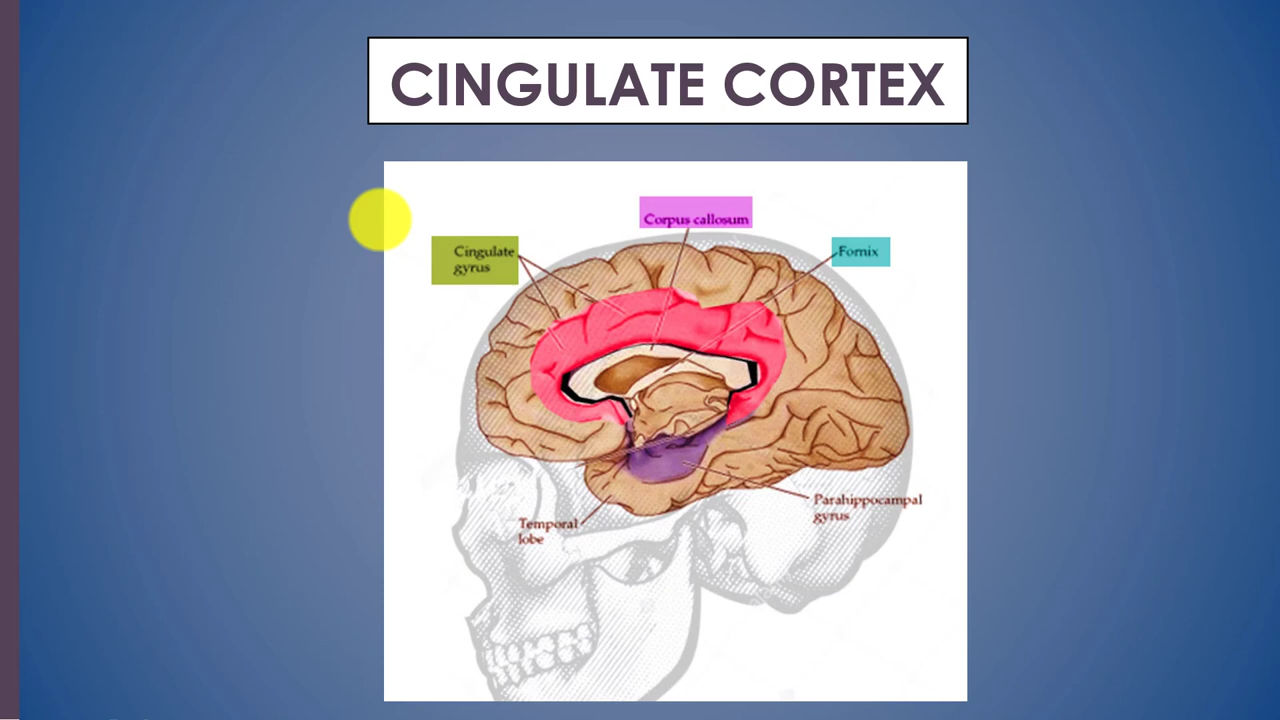 CINGULATE CORTEX
Corpus callosum
Cingulate
gyrus
Fornix
Parahippocampal
gyrus
Temporal
lobe